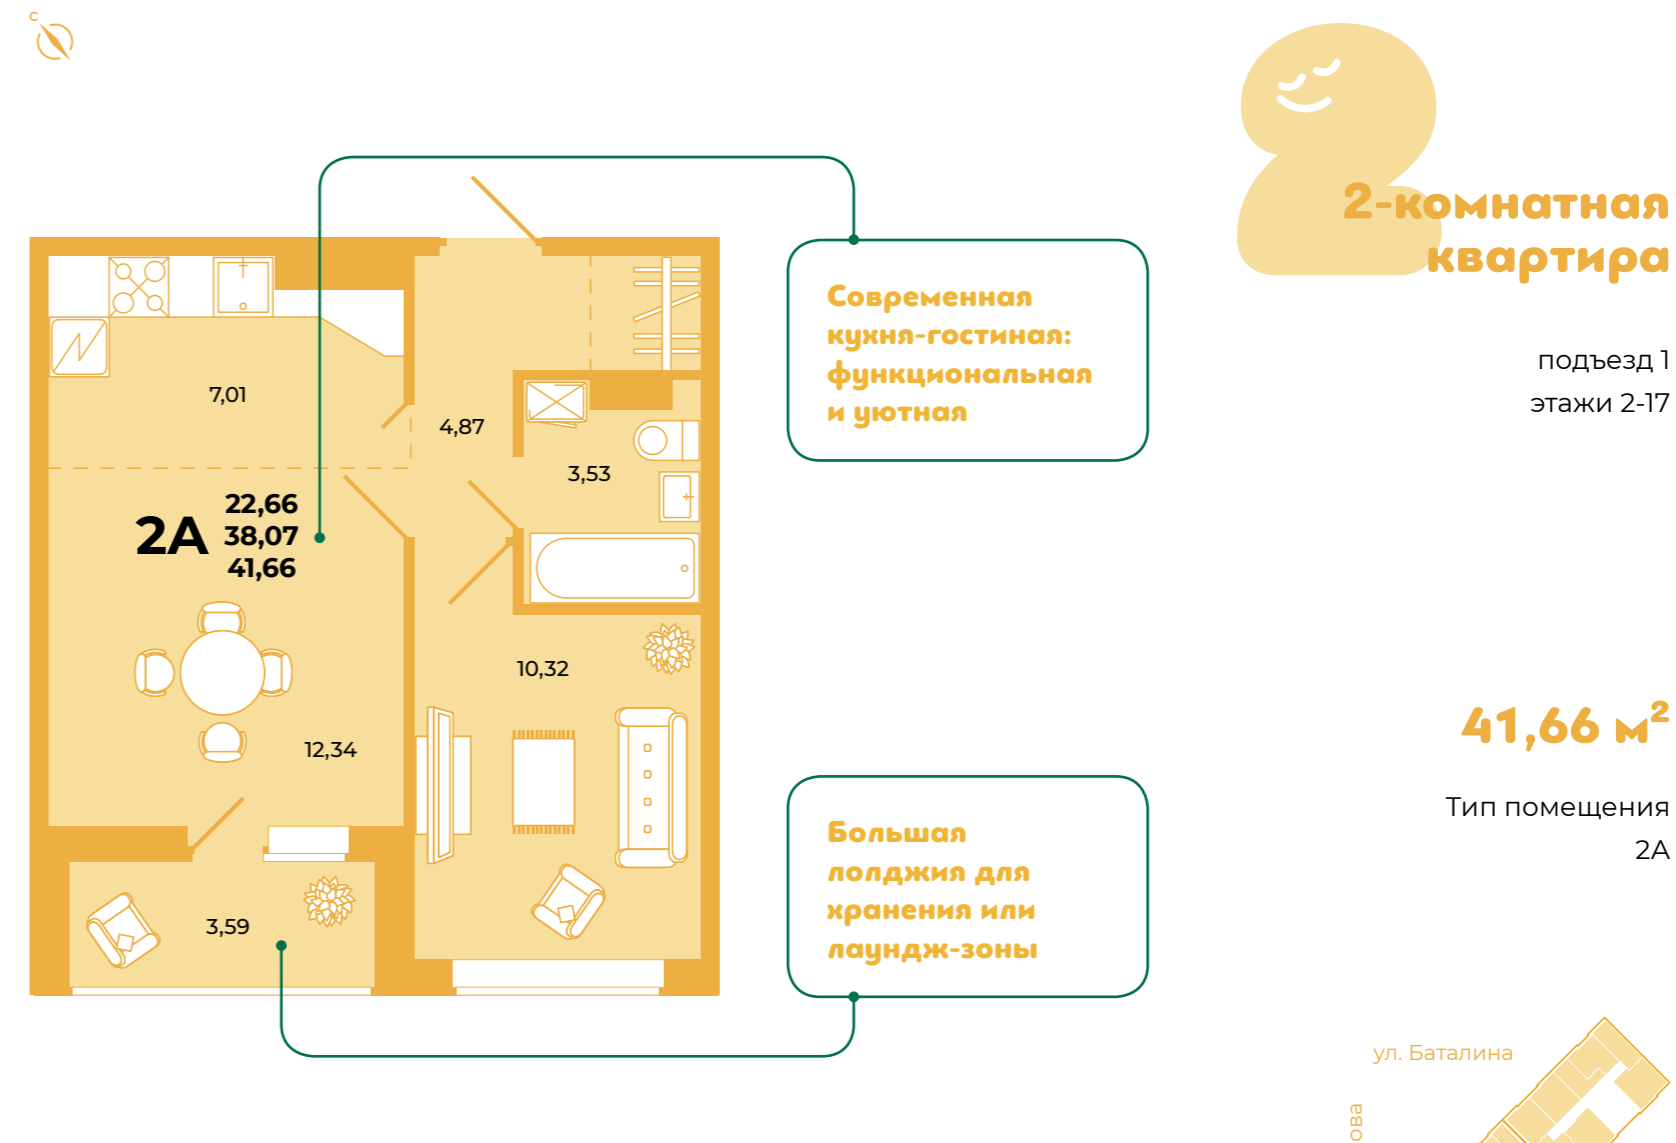 С
2-комнатная
квартира
подъезд 1
этажи 2-17
Современная
кухня-гостиная:
функциональная
и уютная
7,01
4,87
3,53
2А
22,66
38,07
41,66
10,32
12,34
3,59
41,66 м²
Тип помещения
2А
Большая
лоджия для
хранения или
лаундж-зоны
ул. Баталина